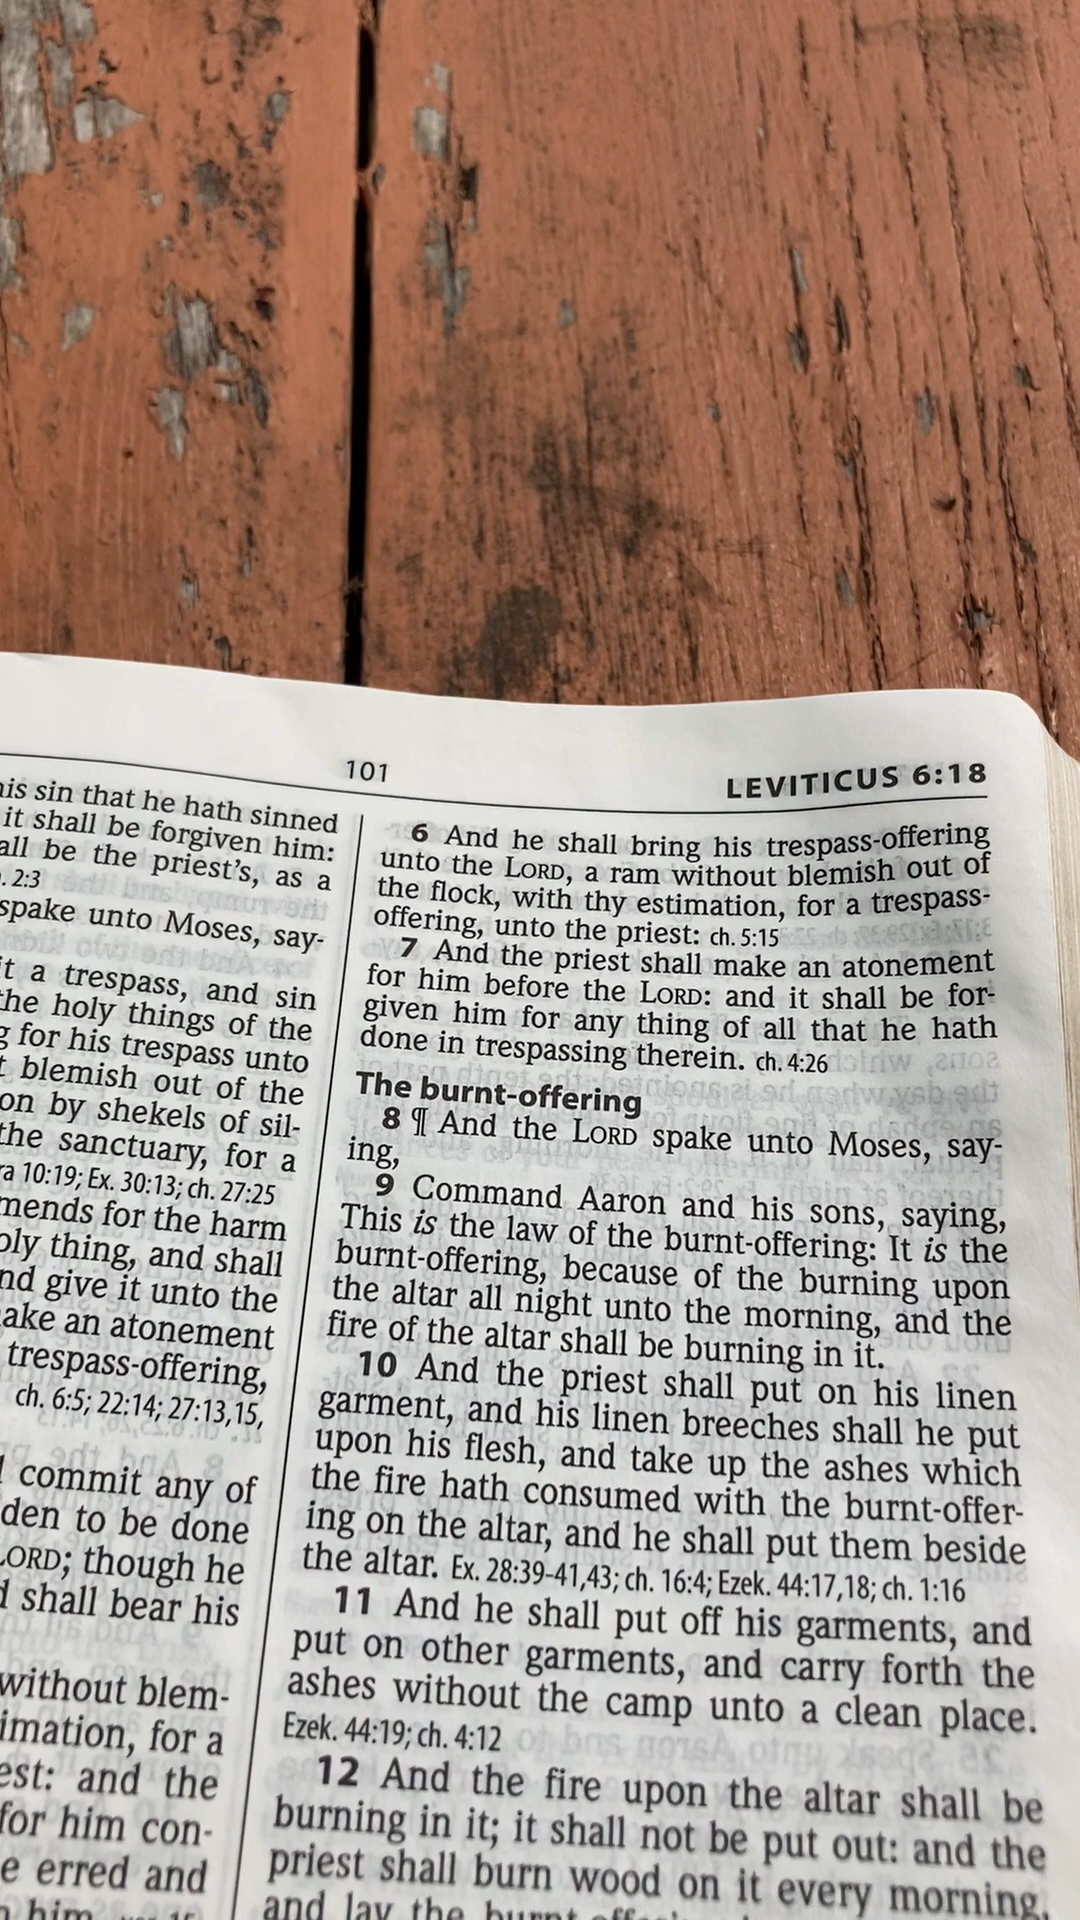 101
LEVITICUS 6:18
his sin that he hath sinned
it shall be forgiven him:
all be the priest's, as a
. 2:3
spake unto Moses, say-
it a trespass, and sin
the holy things of the
g for his trespass unto
t blemish out of the
on by shekels of sil-
the sanctuary, for a
ra 10:19; Ex. 30:13; ch. 27:25
mends for the harm
oly thing, and shall
nd give it unto the
ake an atonement
trespass-offering,
ch. 6:5; 22:14; 27:13,15,
commit any of
den to be done
LORD; though he
d shall bear his
without blem-
imation, for a
est: and the
for him con-
e erred and
him
6 And he shall bring his trespass-offering
unto the LORD, a ram without blemish out of
the flock, with thy estimation, for a trespass-
offering, unto the priest: ch. 5:15
7 And the priest shall make an atonement
for him before the LORD: and it shall be for-
given him for any thing of all that he hath
done in trespassing therein. ch. 4:26
The burnt-offering
8 ¶ And the LORD spake unto Moses, say-
ing,
9 Command Aaron and his sons, saying,
This is the law of the burnt-offering: It is the
burnt-offering, because of the burning upon
the altar all night unto the morning, and the
fire of the altar shall be burning in it.
10 And the priest shall put on his linen
garment, and his linen breeches shall he put
upon his flesh, and take up the ashes which
the fire hath consumed with the burnt-offer-
ing on the altar, and he shall put them beside
the altar. Ex. 28:39-41,43; ch. 16:4; Ezek. 44:17,18; ch. 1:16
11 And he shall put off his garments, and
put on other garments, and carry forth the
ashes without the camp unto a clean place.
Ezek. 44:19; ch. 4:12
12 And the fire upon the altar shall be
burning in it; it shall not be put out: and the
priest shall burn wood on it every morning,
and lay the burnt